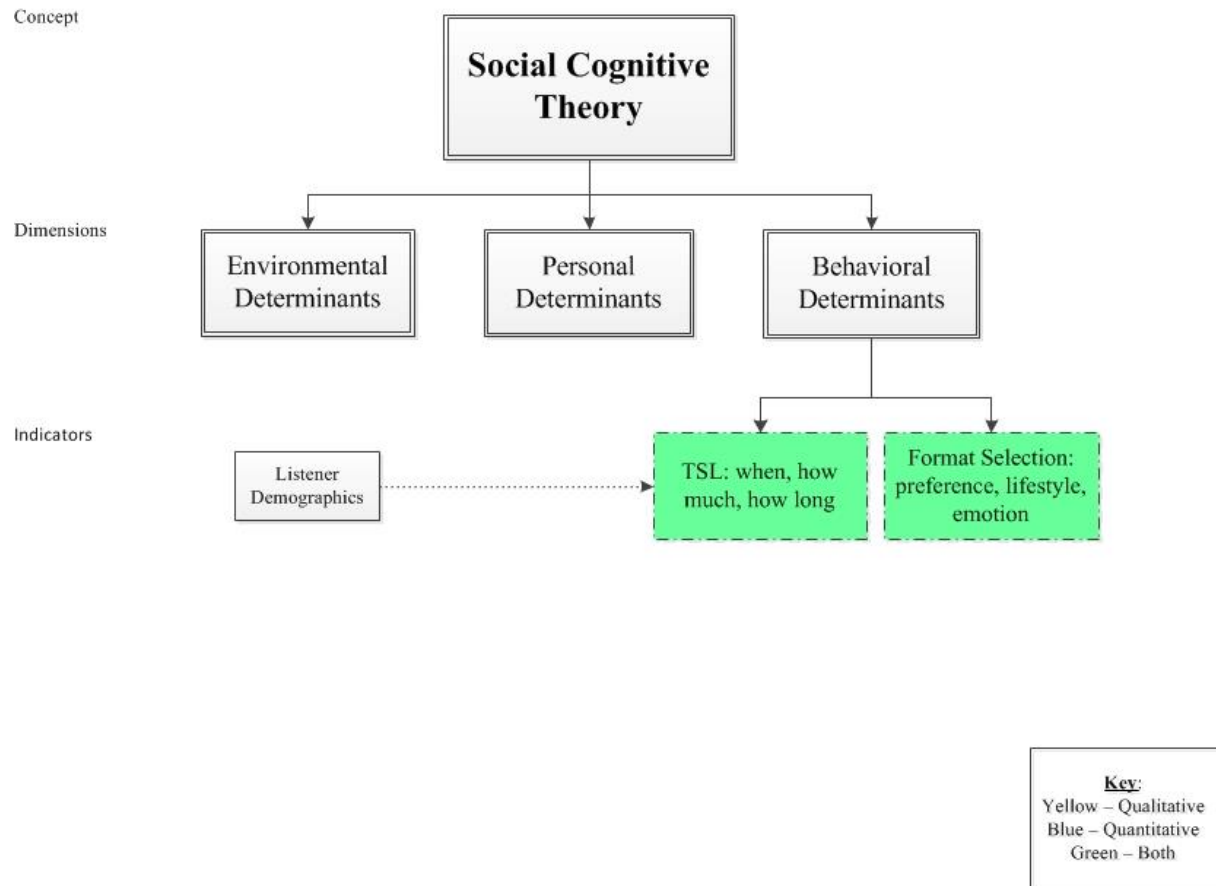 Concept
Social Cognitive
Theory
Dimensions
Environmental
Determinants
Personal
Determinants
Behavioral
Determinants
Indicators
Listener
Demographics
TSL: when, how
much, how long
Format Selection:
preference, lifestyle,
emotion
Key:
Yellow – Qualitative
Blue – Quantitative
Green – Both